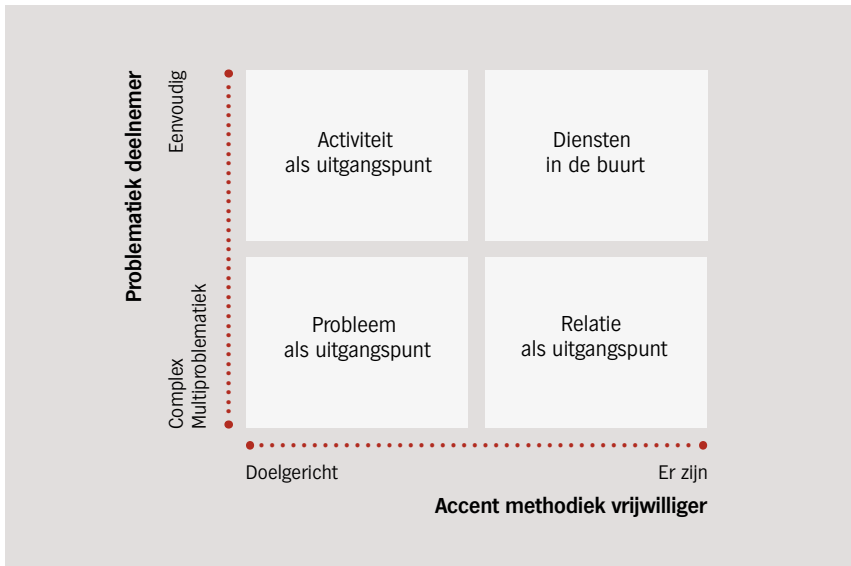 Problematiek deelnemer
Eenvoudig
Complex
Multiproblematiek
Activiteit
als uitgangspunt
Diensten
in de buurt
Probleem
als uitgangspunt
Relatie
als uitgangspunt
Doelgericht
Er zijn
Accent methodiek vrijwilliger